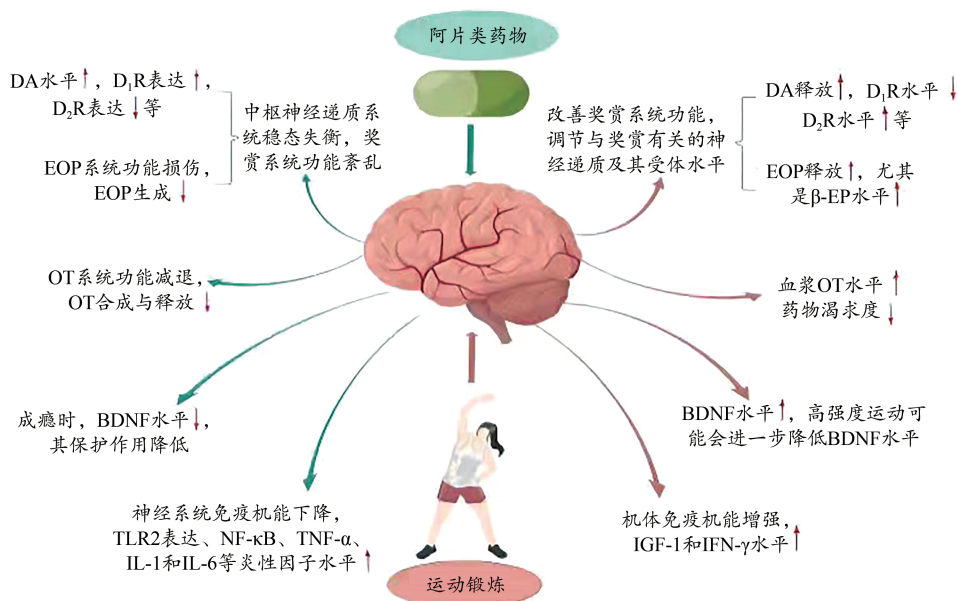 阿片类药物
DA水平↑，D₁R表达↑，
D₂R表达↓等
EOP系统功能损伤，
EOP生成↓
中枢神经递质系
统稳态失衡，奖
赏系统功能紊乱
改善奖赏系统功能，
调节与奖赏有关的神
经递质及其受体水平
DA释放↑，D₁R水平↓
D₂R水平↑等
EOP释放↑，尤其
是β-EP水平↑
OT系统功能减退，
OT合成与释放↓
血浆OT水平↑
药物渴求度↓
成瘾时，BDNF水平↓，
其保护作用降低
BDNF水平↑，高强度运动可
能会进一步降低BDNF水平
神经系统免疫机能下降，
TLR2表达、NF-κB、TNF-α、
IL-1和IL-6等炎性因子水平↑
机体免疫机能增强，
IGF-1和IFN-γ水平↑
运动锻炼